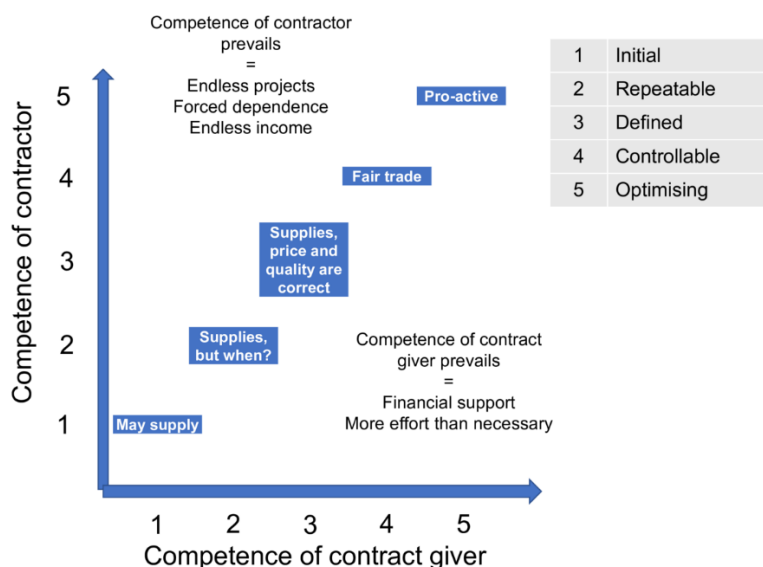 Competence of contractor
prevails
=
Endless projects
Forced dependence
Endless income
Competence of contractor
5
4
3
2
1
Pro-active
Fair trade
Supplies,
price and
quality are
correct
Supplies,
but when?
May supply
Competence of contract
giver prevails
=
Financial support
More effort than necessary
1 2 3 4 5
Competence of contract giver
1 Initial
2 Repeatable
3 Defined
4 Controllable
5 Optimising